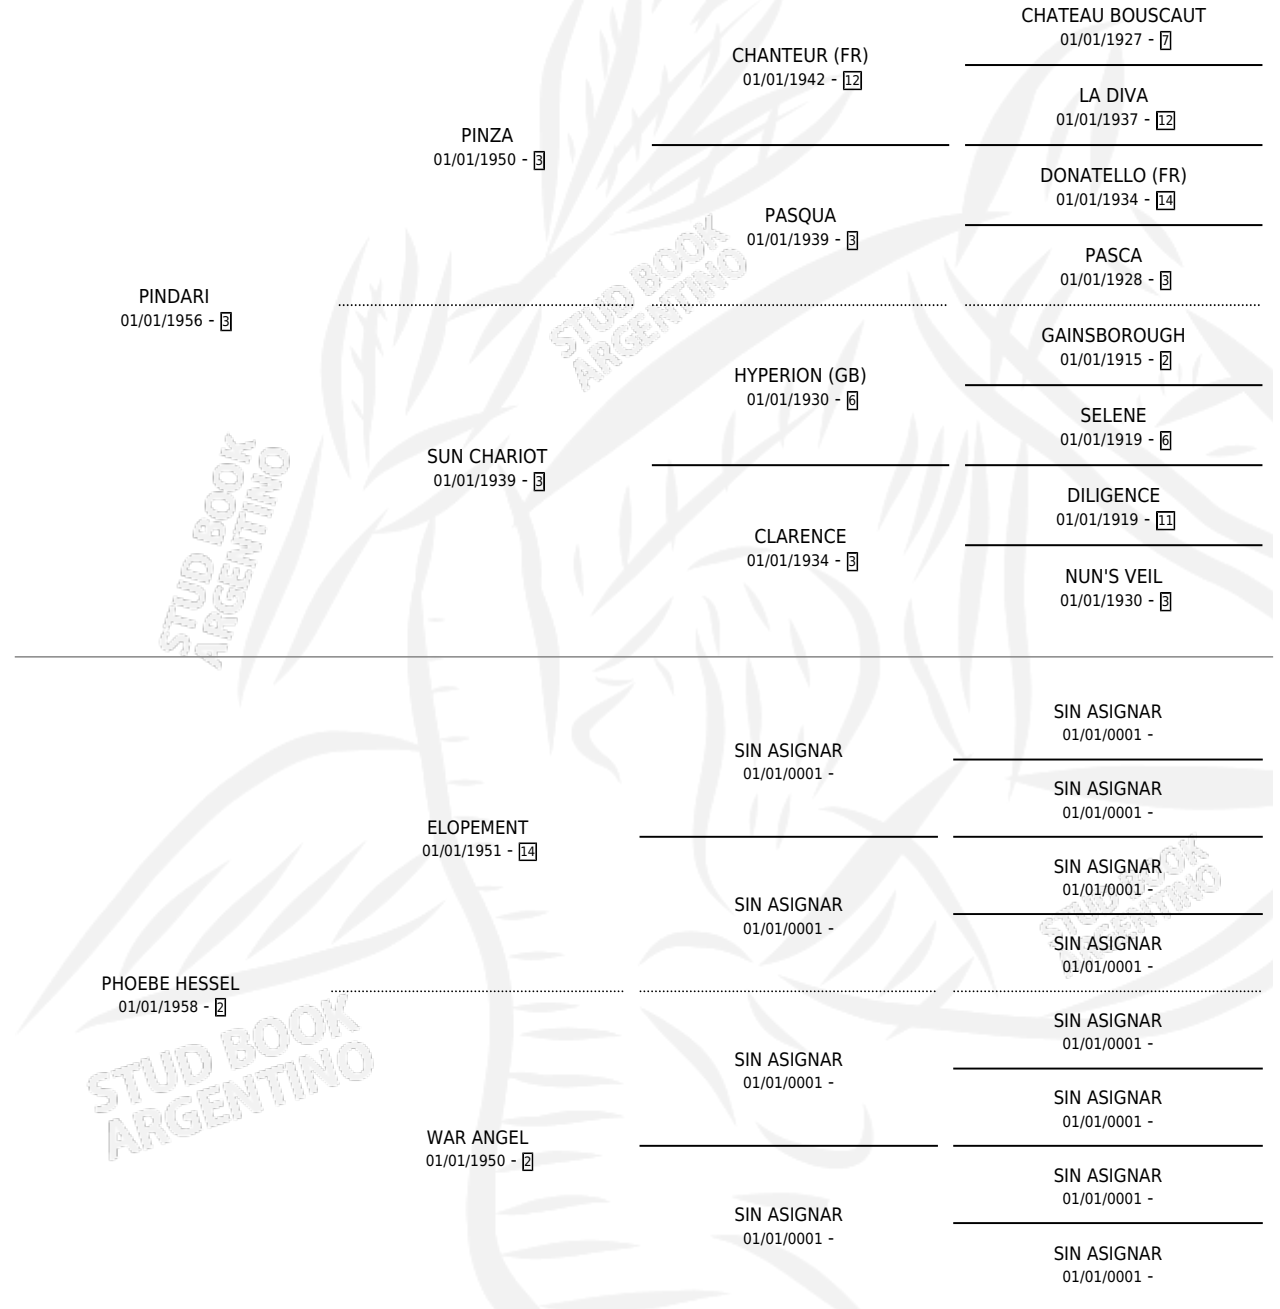 CHATEAU BOUSCAUT
01/01/1927 - 7
CHANTEUR (FR)
01/01/1942 - 12
LA DIVA
01/01/1937 - 12
PINZA
01/01/1950 - 3
DONATELLO (FR)
01/01/1934 - 14
PASQUA
01/01/1939 - 3
PASCA
01/01/1928 - 3
PINDARI
01/01/1956 - 3
GAINSBOROUGH
01/01/1915 - 2
HYPERION (GB)
01/01/1930 - 6
SELENE
01/01/1919 - 6
SUN CHARIOT
01/01/1939 - 3
DILIGENCE
01/01/1919 - 11
CLARENCE
01/01/1934 - 3
NUN'S VEIL
01/01/1930 - 3
SIN ASIGNAR
01/01/0001 -
SIN ASIGNAR
01/01/0001 -
SIN ASIGNAR
01/01/0001 -
ELOPEMENT
01/01/1951 - 14
SIN ASIGNAR
01/01/0001 -
SIN ASIGNAR
01/01/0001 -
SIN ASIGNAR
01/01/0001 -
PHOEBE HESSEL
01/01/1958 - 2
SIN ASIGNAR
01/01/0001 -
SIN ASIGNAR
01/01/0001 -
SIN ASIGNAR
01/01/0001 -
WAR ANGEL
01/01/1950 - 2
SIN ASIGNAR
01/01/0001 -
SIN ASIGNAR
01/01/0001 -
SIN ASIGNAR
01/01/0001 -
STUD BOOK
ARGENTINO
STUD BOOK
ARGENTINO
STUD BOOK
ARGENTINO
STUD BOOK
ARGENTINO